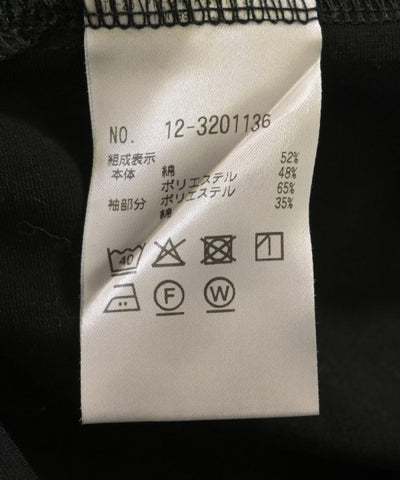 NO. 12-3201136
組成表示
本体 綿 52%
ポリエステル 48%
袖部分 ポリエステル 65%
綿 35%
40
F W